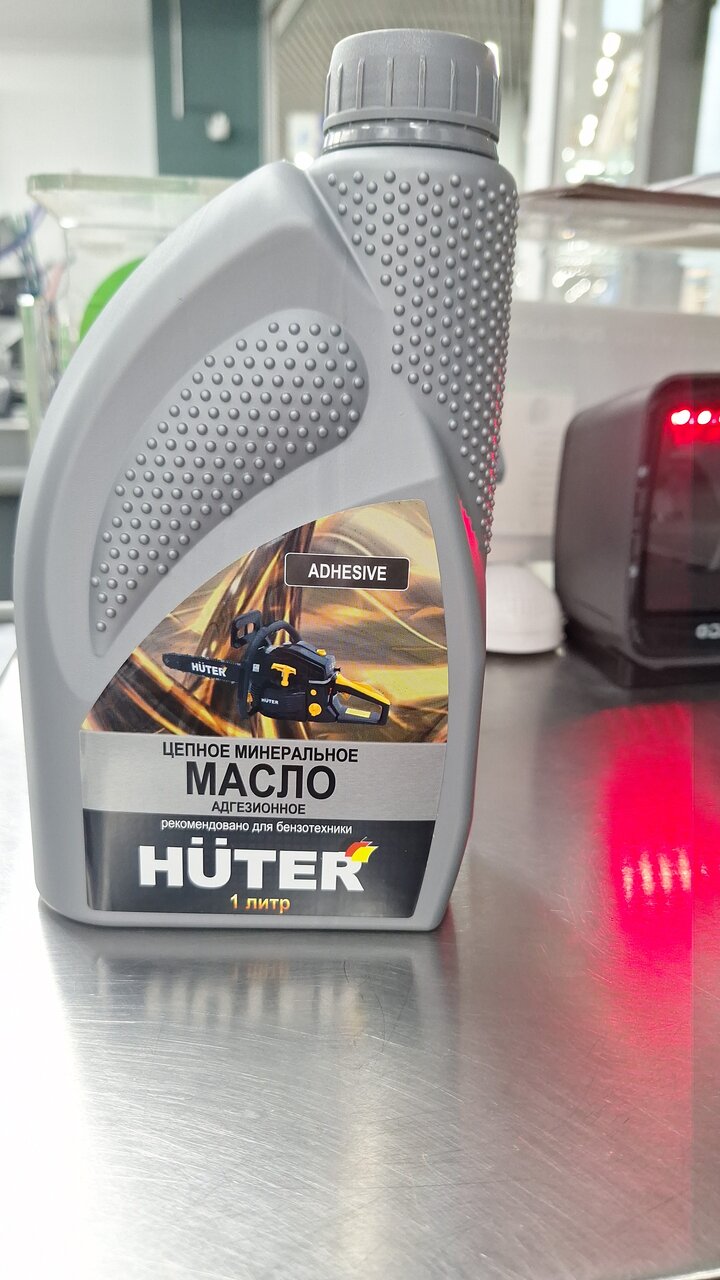 ADHESIVE
HÜTER
HÜTER
ЦЕПНОЕ МИНЕРАЛЬНОЕ
МАСЛО
АДГЕЗИОННОЕ
рекомендовано для бензотехники
HÜTER
1 литр